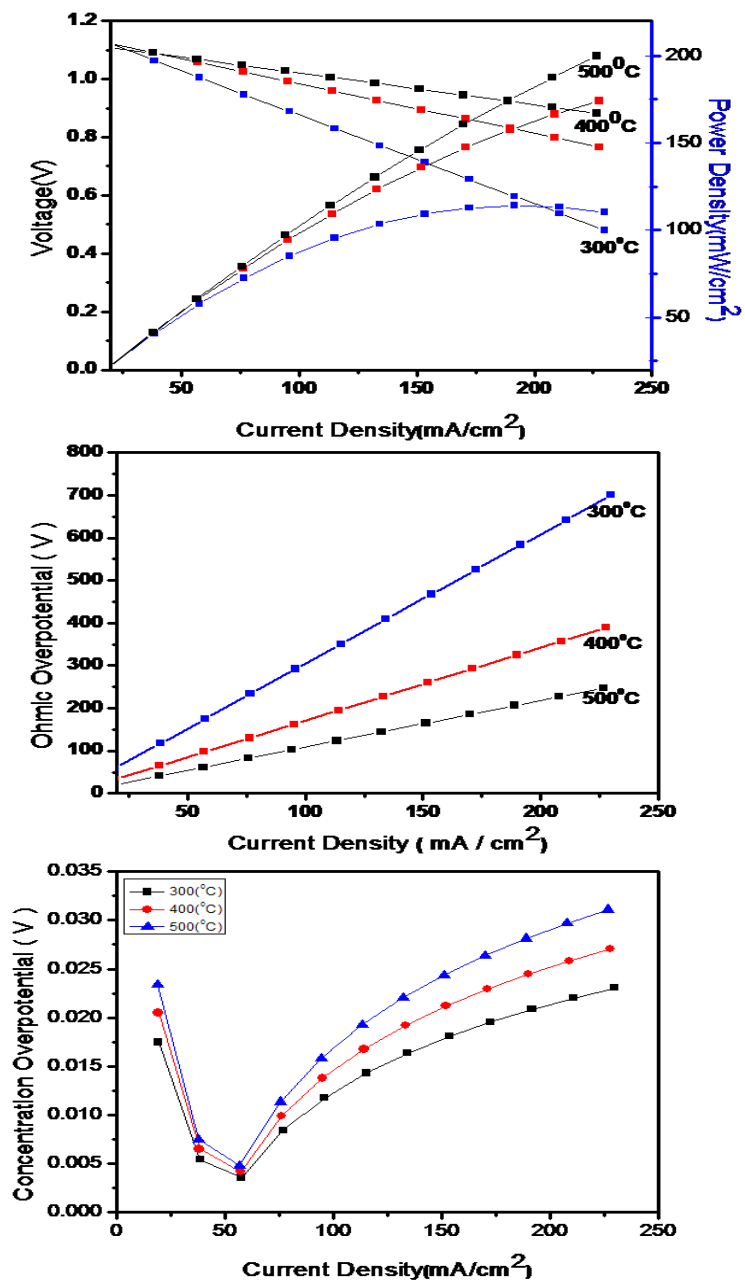 1.2
1.0
0.8
0.6
0.4
0.2
0.0
Voltage(V)
200
150
100
50
Power Density(mW/cm²)
500⁰C
400⁰C
300°C
50 100 150 200 250
Current Density(mA/cm²)
800
700
600
500
400
300
200
100
0
Ohmic Overpotential ( V )
300°C
400°C
500°C
50 100 150 200 250
Current Density ( mA / cm²)
0.035
0.030
0.025
0.020
0.015
0.010
0.005
0.000
Concentration Overpotential ( V )
300(°C)
400(°C)
500(°C)
0 50 100 150 200 250
Current Density(mA/cm²)